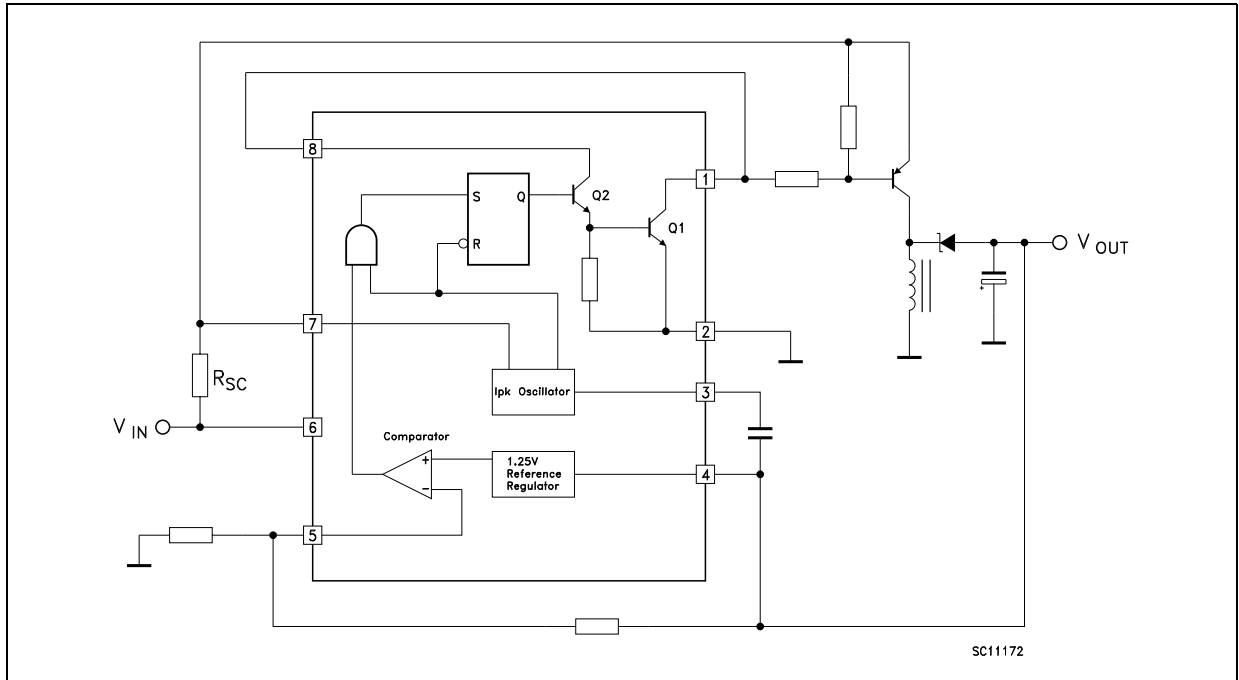 8
1
S
Q
Q2
Q1
R
7
2
R SC
Ipk Oscillator
3
V IN
6
Comparator
+
−
1.25V
Reference
Regulator
4
5
V OUT
+
SC11172